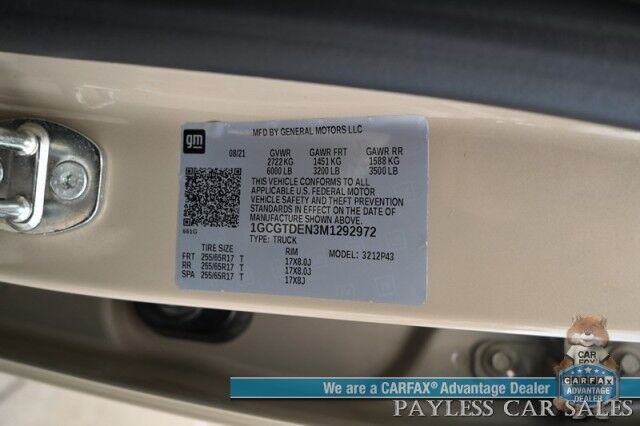 gm
MFD BY GENERAL MOTORS LLC
08/21 GVWR GAWR FRT GAWR RR
2722 KG 1451 KG 1588 KG
6000 LB 3200 LB 3500 LB
THIS VEHICLE CONFORMS TO ALL
APPLICABLE U.S. FEDERAL MOTOR
VEHICLE SAFETY AND THEFT PREVENTION
STANDARDS IN EFFECT ON THE DATE OF
MANUFACTURE SHOWN ABOVE.
661G 1GCGTDEN3M1292972
TYPE: TRUCK MODEL: 3212P43
TIRE SIZE RIM
FRT 255/65R17 T 17X8.0J
RR 255/65R17 T 17X8.0J
SPA 255/65R17 T 17X8J
CAR
FOX
CARFAX
ADVANTAGE
DEALER
We are a CARFAX® Advantage Dealer
PAYLESS CAR SALES